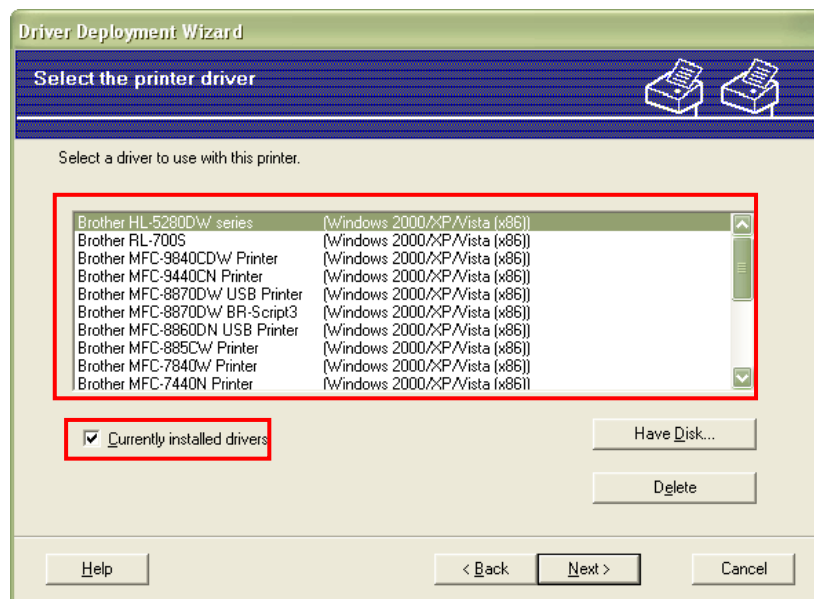 Driver Deployment Wizard
Select the printer driver
Select a driver to use with this printer.
Brother HL-5280DW series (Windows 2000/XP/Vista (x86))
Brother RL-700S (Windows 2000/XP/Vista (x86))
Brother MFC-9840CDW Printer (Windows 2000/XP/Vista (x86))
Brother MFC-9440CN Printer (Windows 2000/XP/Vista (x86))
Brother MFC-8870DW USB Printer (Windows 2000/XP/Vista (x86))
Brother MFC-8870DW BR-Script3 (Windows 2000/XP/Vista (x86))
Brother MFC-8860DN USB Printer (Windows 2000/XP/Vista (x86))
Brother MFC-885CW Printer (Windows 2000/XP/Vista (x86))
Brother MFC-7840W Printer (Windows 2000/XP/Vista (x86))
Brother MFC-7440N Printer (Windows 2000/XP/Vista (x86))
Currently installed drivers
Have Disk...
Delete
Help
< Back
Next >
Cancel